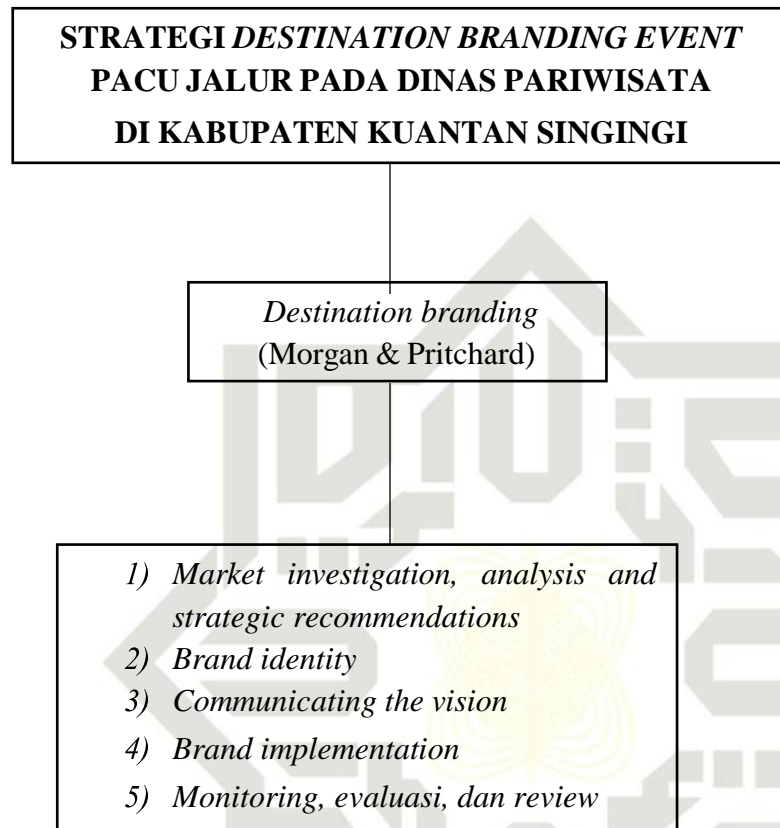 STRATEGI DESTINATION BRANDING EVENT
PACU JALUR PADA DINAS PARIWISATA
DI KABUPATEN KUANTAN SINGINGI
Destination branding
(Morgan & Pritchard)
1) Market investigation, analysis and
strategic recommendations
2) Brand identity
3) Communicating the vision
4) Brand implementation
5) Monitoring, evaluasi, dan review